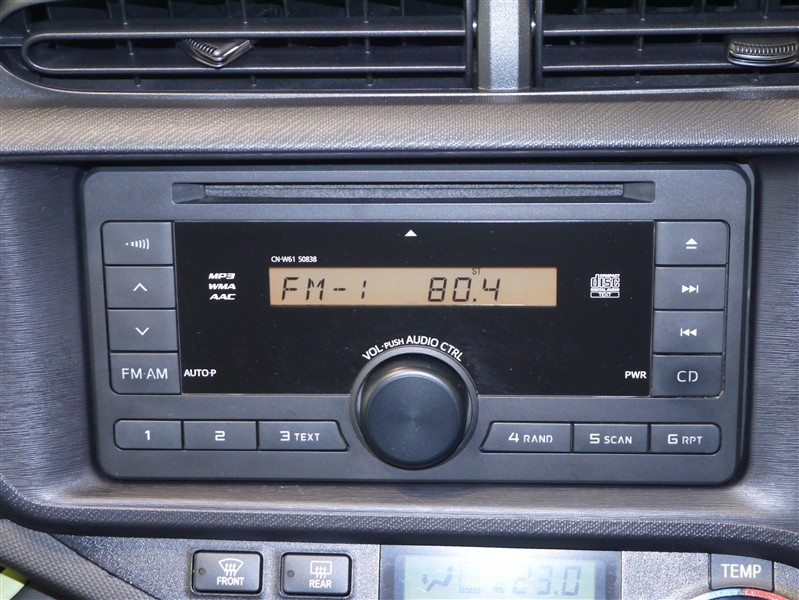 CN-W61 50838
MP3
WMA
AAC
ST
FM-1 80.4
COMPACT
disc
DIGITAL AUDIO
TEXT
VOL·PUSH AUDIO CTRL
FM·AM
AUTO·P
PWR
CD
1
2
3 TEXT
4 RAND
5 SCAN
6 RPT
FRONT
REAR
23.0
TEMP